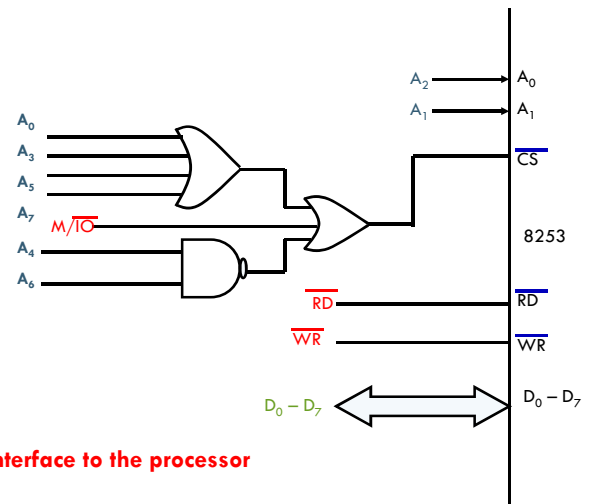 A2 A0
A1 A1
A0
A3
CS
A5
A7
M/IO
8253
A4
A6
RD RD
WR WR
D0 – D7 D0 – D7
nterface to the processor